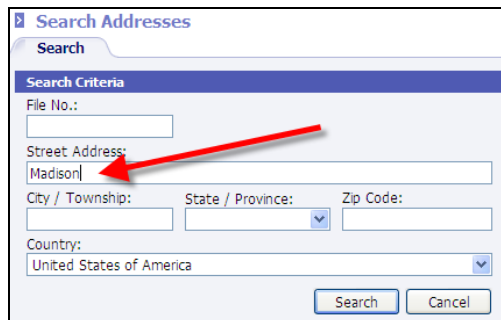 Search Addresses
Search
Search Criteria
File No.:
Street Address:
Madison
City / Township: State / Province: Zip Code:
Country:
United States of America
Search Cancel